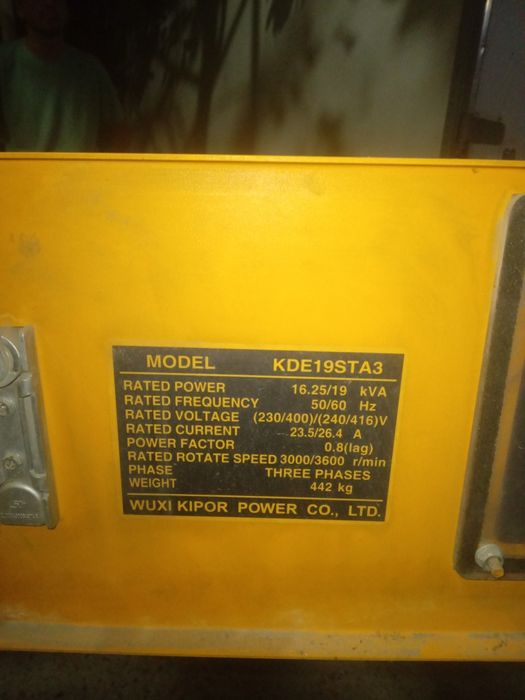 MODEL KDE19STA3
RATED POWER 16.25/19 kVA
RATED FREQUENCY 50/60 Hz
RATED VOLTAGE (230/400)/(240/416)V
RATED CURRENT 23.5/26.4 A
POWER FACTOR 0.8(lag)
RATED ROTATE SPEED 3000/3600 r/min
PHASE THREE PHASES
WEIGHT 442 kg
WUXI KIPOR POWER CO., LTD.